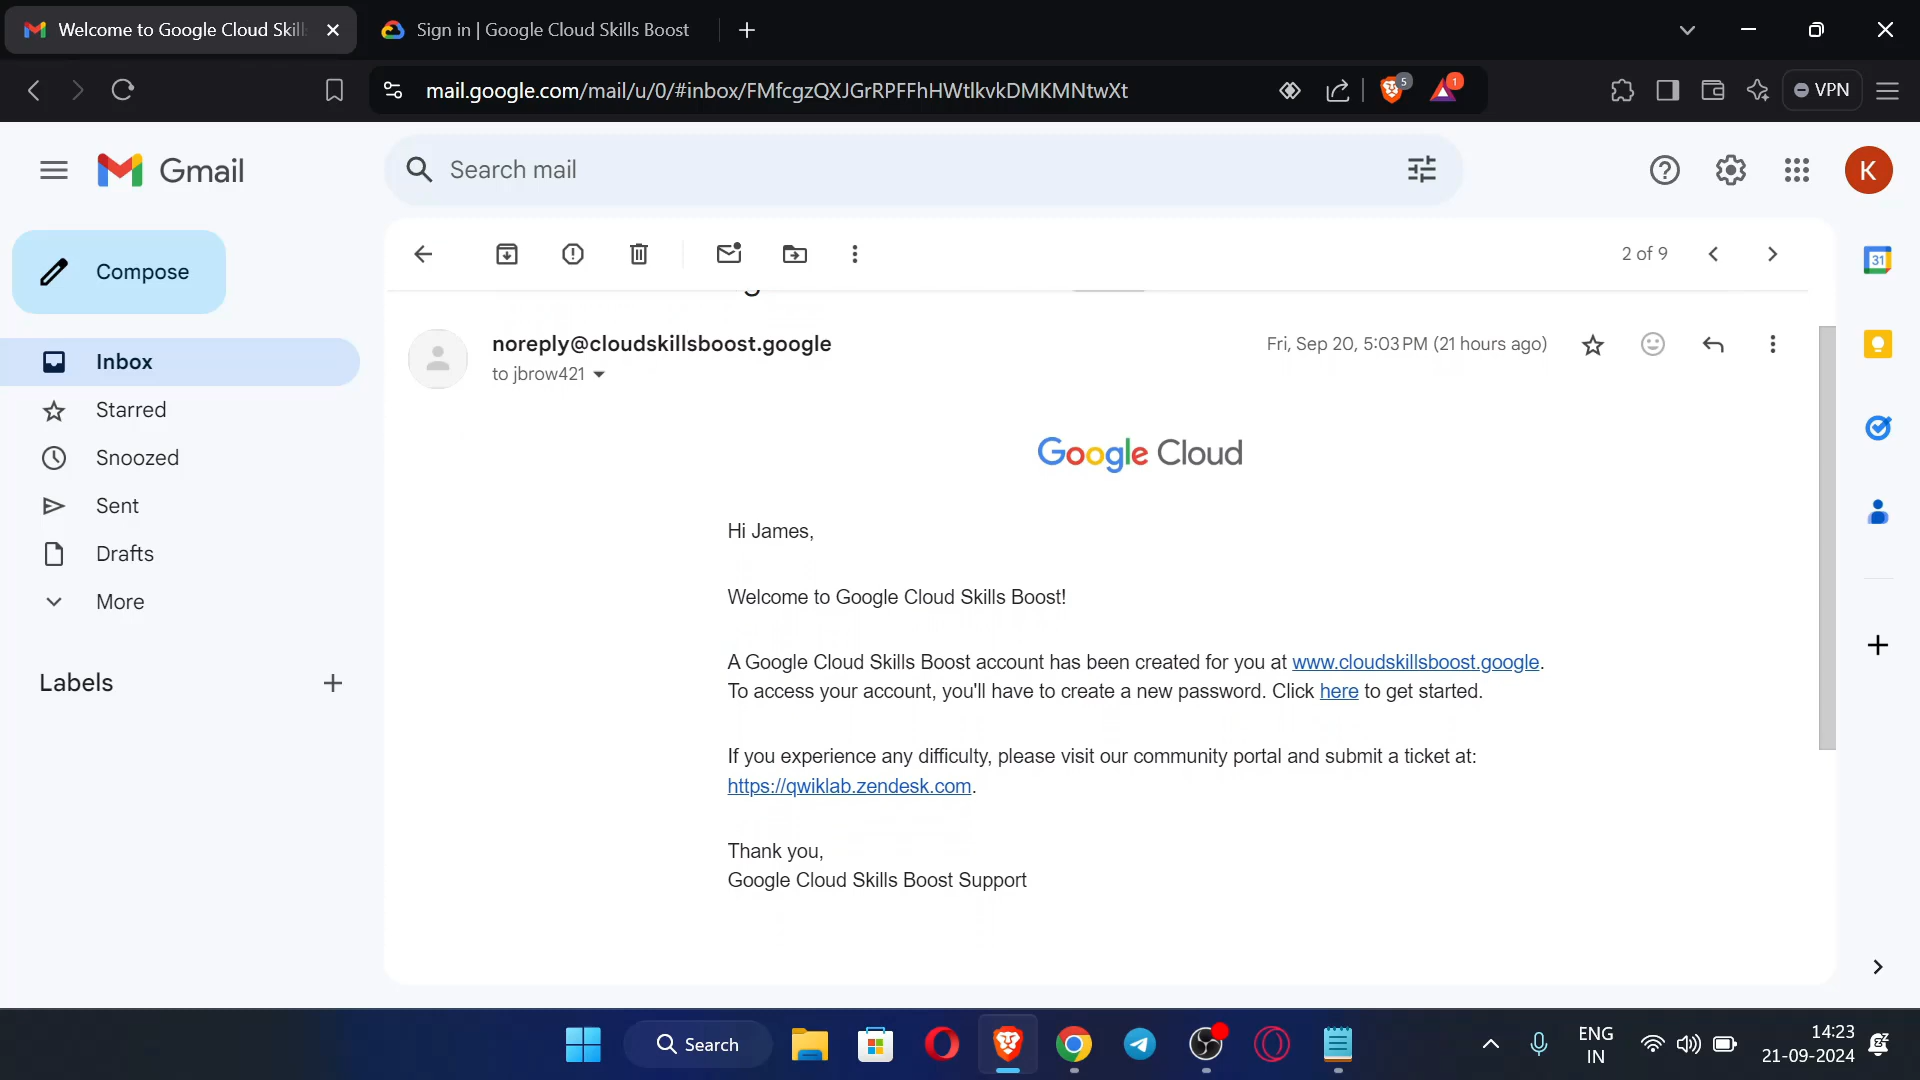 Welcome to Google Cloud Skill
Sign in | Google Cloud Skills Boost
mail.google.com/mail/u/0/#inbox/FMfcgzQXJGrRPFFhHWtlkvkDMKMNtwXt
5
1
VPN
Gmail
Search mail
K
Compose
2 of 9
31
Inbox
noreply@cloudskillsboost.google
Fri, Sep 20, 5:03 PM (21 hours ago)
to jbrow421
Starred
Snoozed
Sent
Drafts
More
Labels
Google Cloud
Hi James,
Welcome to Google Cloud Skills Boost!
A Google Cloud Skills Boost account has been created for you at www.cloudskillsboost.google.
To access your account, you'll have to create a new password. Click here to get started.
If you experience any difficulty, please visit our community portal and submit a ticket at:
https://qwiklab.zendesk.com.
Thank you,
Google Cloud Skills Boost Support
Search
ENG
IN
14:23
21-09-2024